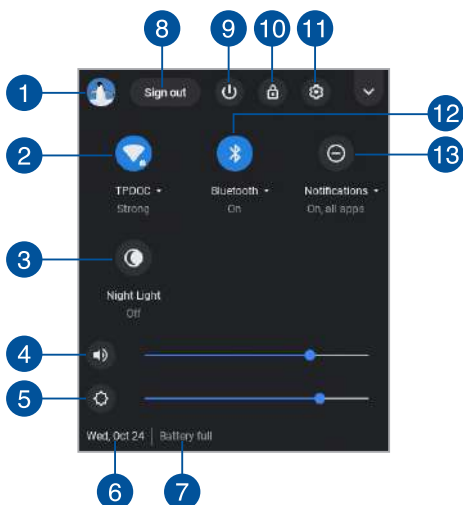 8 9 10 11
1 Sign out
12
2 13
TPDOC Bluetooth Notifications
Strong On On, all apps
3
Night Light
Off
4
5
Wed, Oct 24 | Battery full
6 7